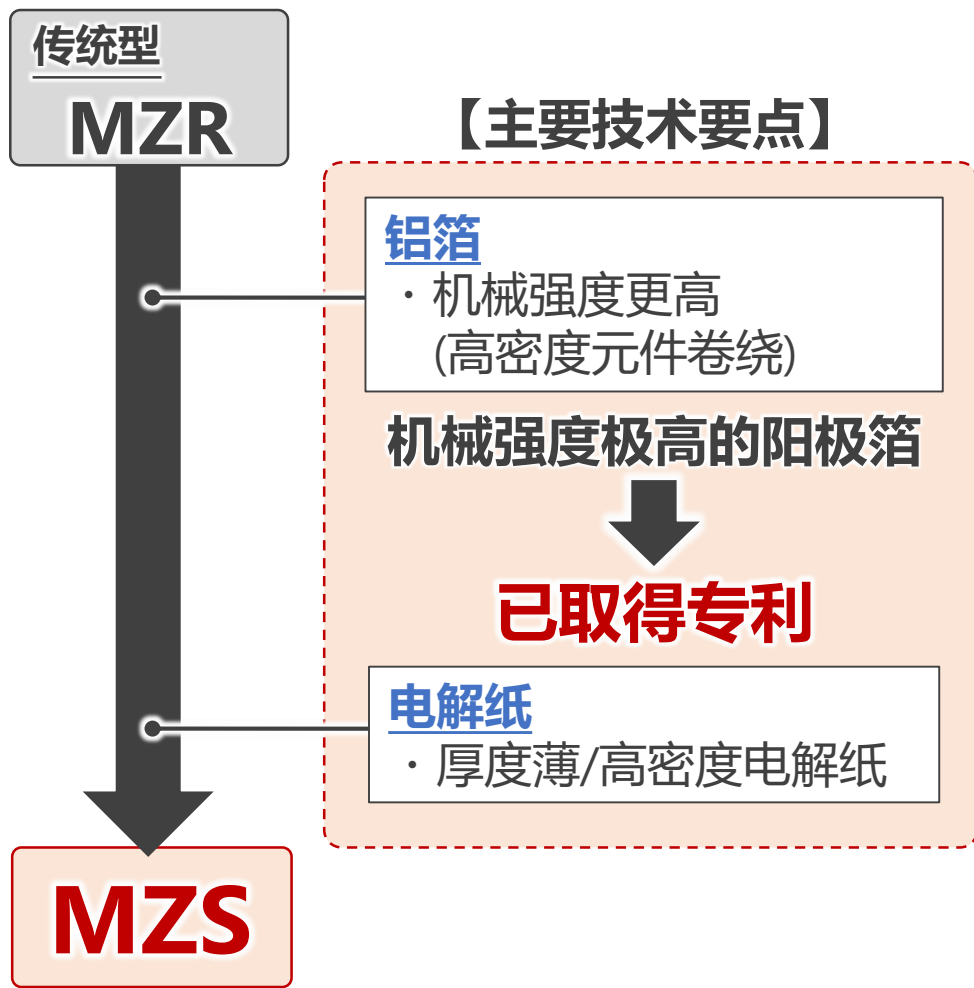 传统型
MZR
【主要技术要点】
铝箔
・机械强度更高
(高密度元件卷绕)
机械强度极高的阳极箔
已取得专利
电解纸
・厚度薄/高密度电解纸
MZS